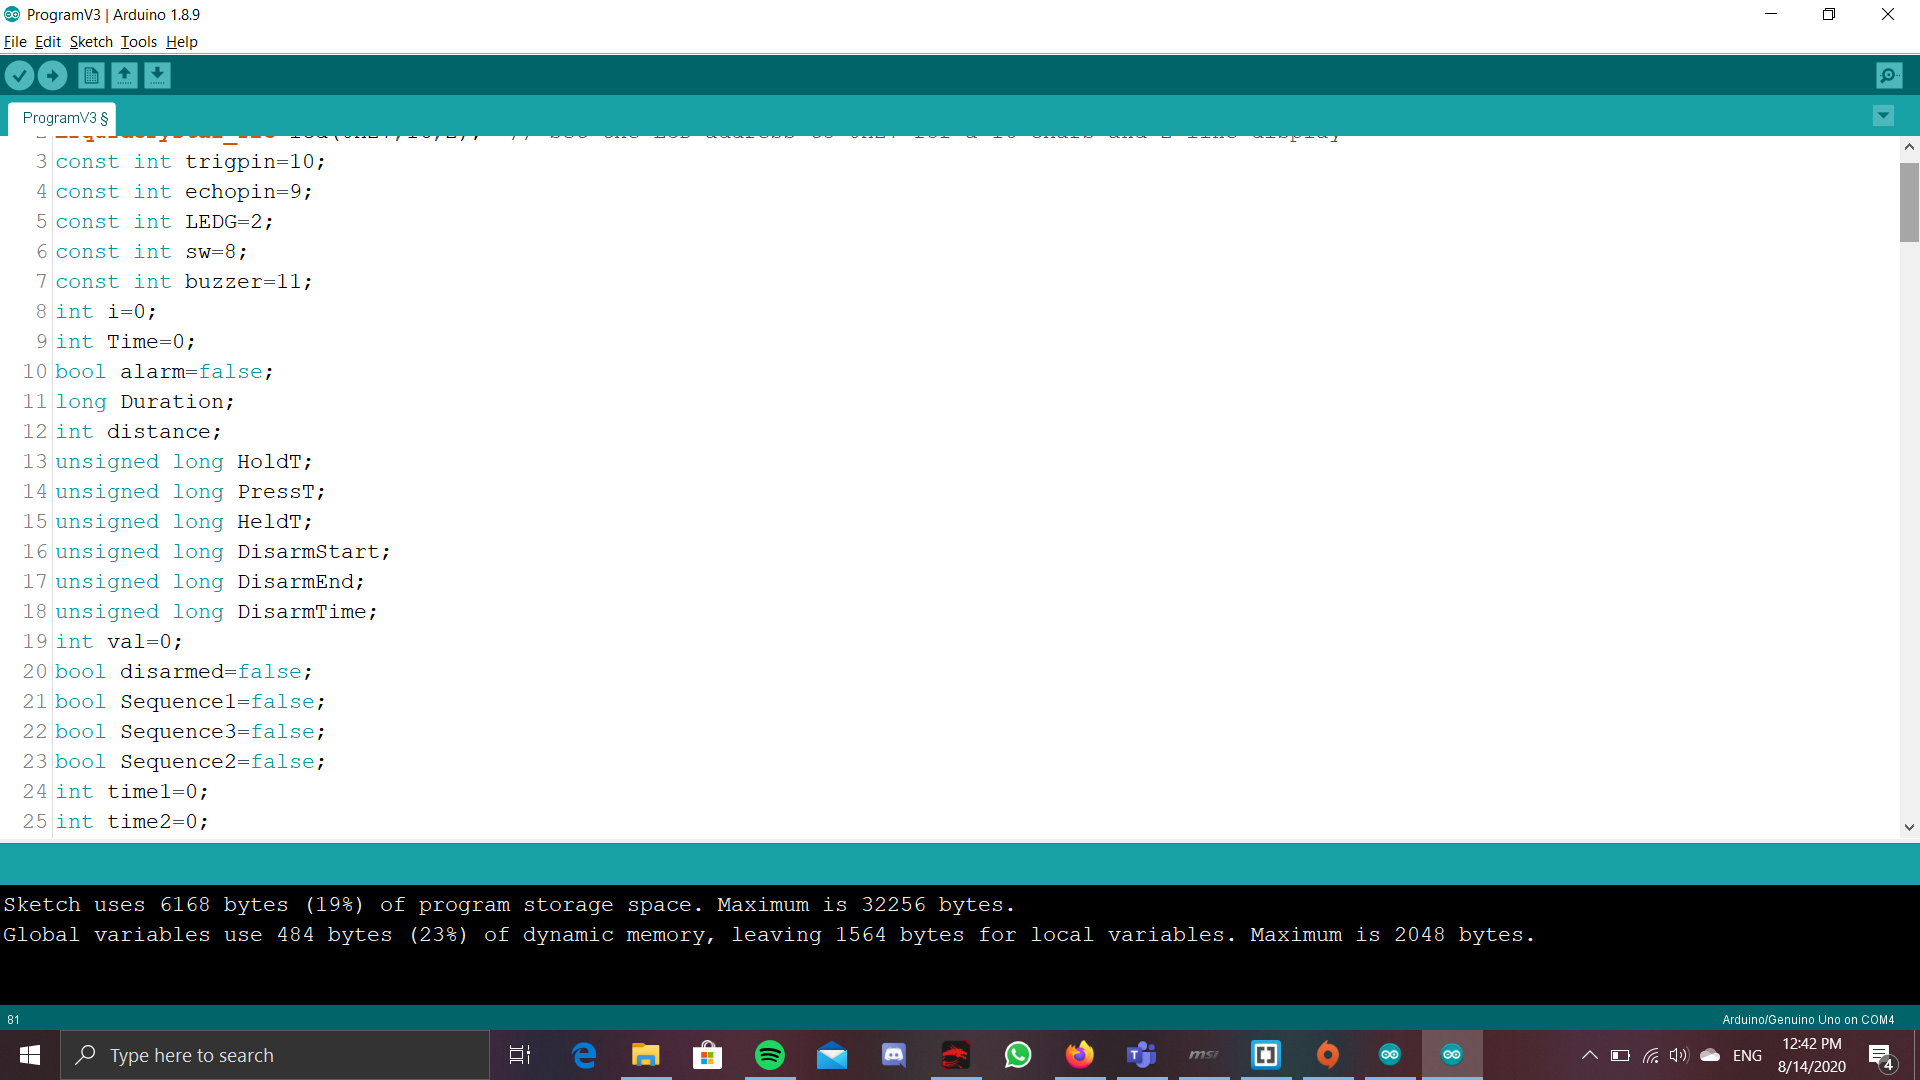 ProgramV3 | Arduino 1.8.9
File Edit Sketch Tools Help
ProgramV3 §
3 const int trigpin=10;
4 const int echopin=9;
5 const int LEDG=2;
6 const int sw=8;
7 const int buzzer=11;
8 int i=0;
9 int Time=0;
10 bool alarm=false;
11 long Duration;
12 int distance;
13 unsigned long HoldT;
14 unsigned long PressT;
15 unsigned long HeldT;
16 unsigned long DisarmStart;
17 unsigned long DisarmEnd;
18 unsigned long DisarmTime;
19 int val=0;
20 bool disarmed=false;
21 bool Sequence1=false;
22 bool Sequence3=false;
23 bool Sequence2=false;
24 int time1=0;
25 int time2=0;
Sketch uses 6168 bytes (19%) of program storage space. Maximum is 32256 bytes.
Global variables use 484 bytes (23%) of dynamic memory, leaving 1564 bytes for local variables. Maximum is 2048 bytes.
81
Arduino/Genuino Uno on COM4
Type here to search
msi
ENG
12:42 PM
8/14/2020
4